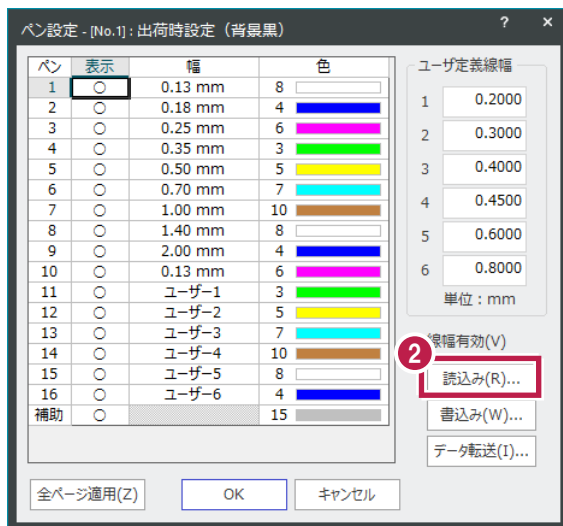 ペン設定 - [No.1] : 出荷時設定（背景黒） ? ×
ペン 表示 幅 色
1 ○ 0.13 mm 8
2 ○ 0.18 mm 4
3 ○ 0.25 mm 6
4 ○ 0.35 mm 3
5 ○ 0.50 mm 5
6 ○ 0.70 mm 7
7 ○ 1.00 mm 10
8 ○ 1.40 mm 8
9 ○ 2.00 mm 4
10 ○ 0.13 mm 6
11 ○ ユーザー1 3
12 ○ ユーザー2 5
13 ○ ユーザー3 7
14 ○ ユーザー4 10
15 ○ ユーザー5 8
16 ○ ユーザー6 4
補助 ○ 15
ユーザ定義線幅
1 0.2000
2 0.3000
3 0.4000
4 0.4500
5 0.6000
6 0.8000
単位：mm
線幅有効(V)
2
読込み(R)...
書込み(W)...
データ転送(I)...
全ページ適用(Z) OK キャンセル